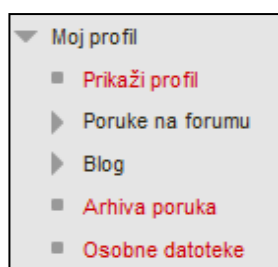 Moj profil
Prikaži profil
Poruke na forumu
Blog
Arhiva poruka
Osobne datoteke